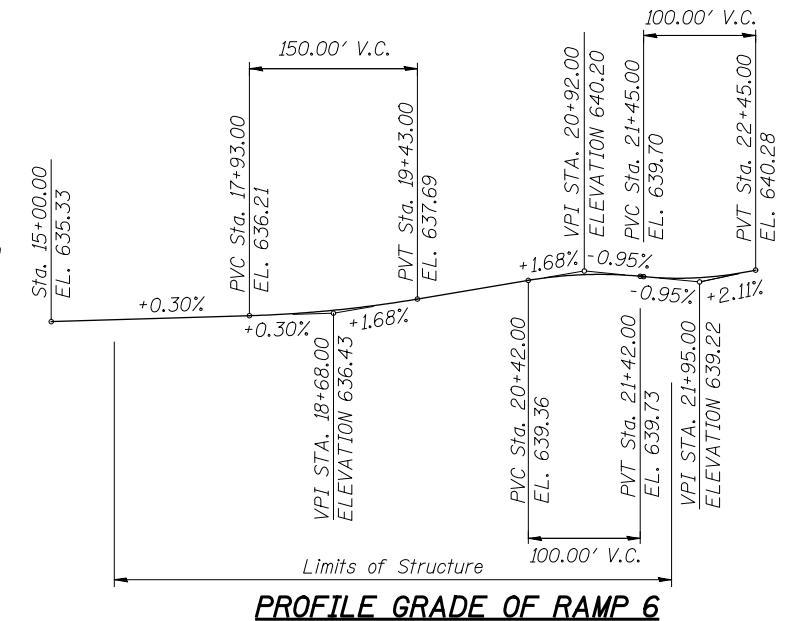 100.00' V.C.
150.00' V.C.
Sta. 15+00.00
EL. 635.33
PVC Sta. 17+93.00
EL. 636.21
PVT Sta. 19+43.00
EL. 637.69
VPI STA. 20+92.00
ELEVATION 640.20
PVC Sta. 21+45.00
EL. 639.70
PVT Sta. 22+45.00
EL. 640.28
+0.30%
+0.30%
+1.68%
+1.68%
-0.95%
-0.95%
+2.11%
VPI STA. 18+68.00
ELEVATION 636.43
PVC Sta. 20+42.00
EL. 639.36
PVT Sta. 21+42.00
EL. 639.73
VPI STA. 21+95.00
ELEVATION 639.22
100.00' V.C.
Limits of Structure
PROFILE GRADE OF RAMP 6